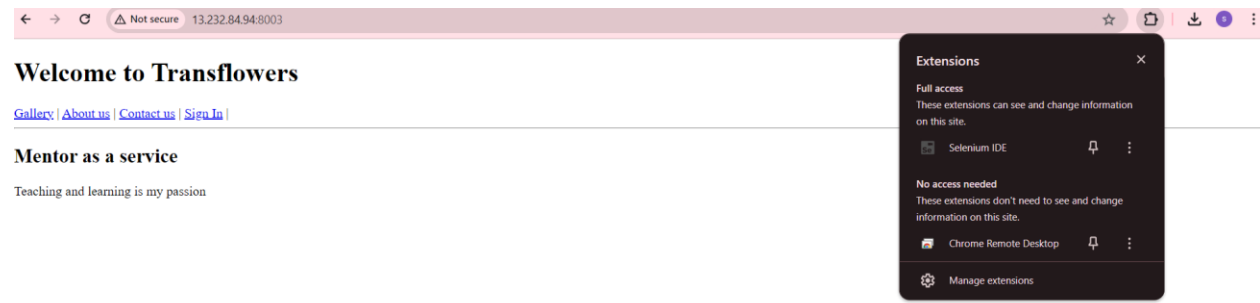 Not secure 13.232.84.94:8003
S
Welcome to Transflowers
Gallery | About us | Contact us | Sign In |
Mentor as a service
Teaching and learning is my passion
Extensions
Full access
These extensions can see and change information
on this site.
Selenium IDE
No access needed
These extensions don't need to see and change
information on this site.
Chrome Remote Desktop
Manage extensions